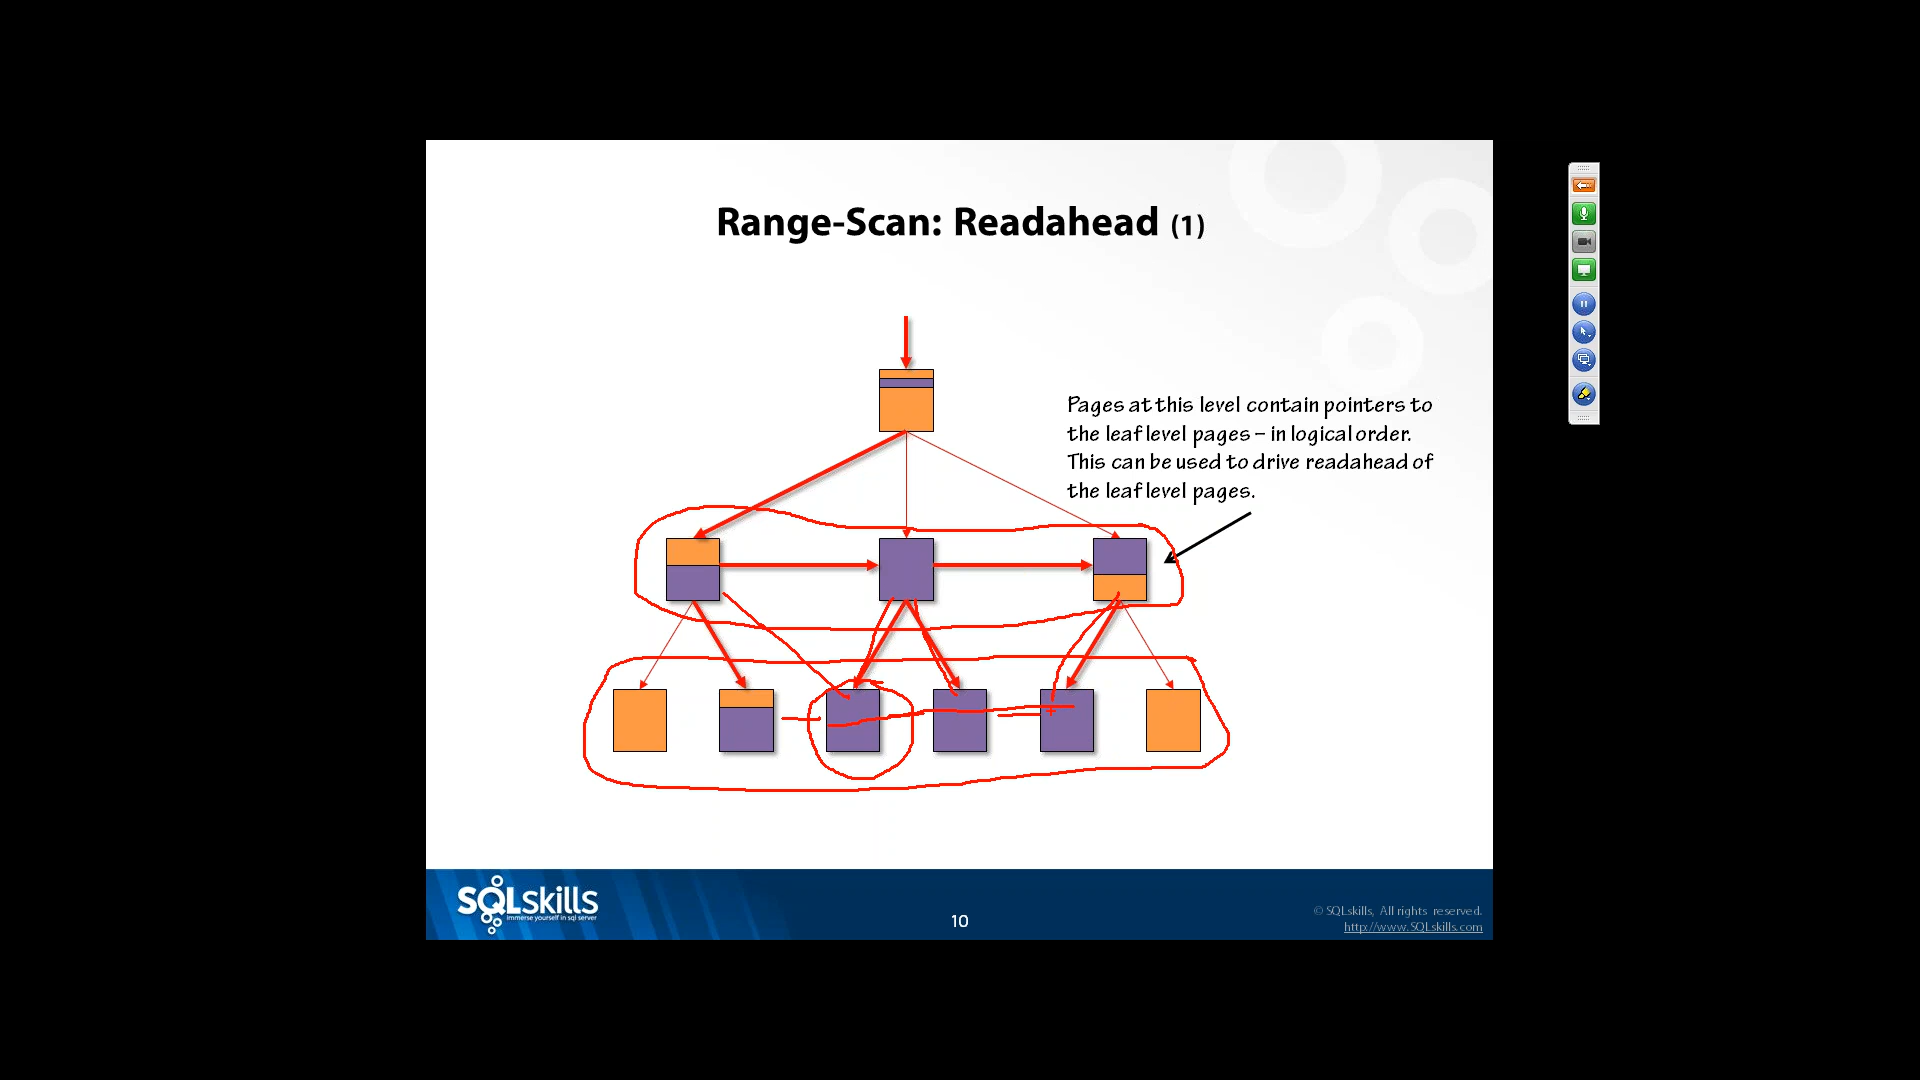 Range-Scan: Readahead (1)
Pages at this level contain pointers to
the leaf level pages – in logical order.
This can be used to drive readahead of
the leaf level pages.
SQLskills
immerse yourself in sql server
10
© SQLskills, All rights reserved.
http://www.SQLskills.com